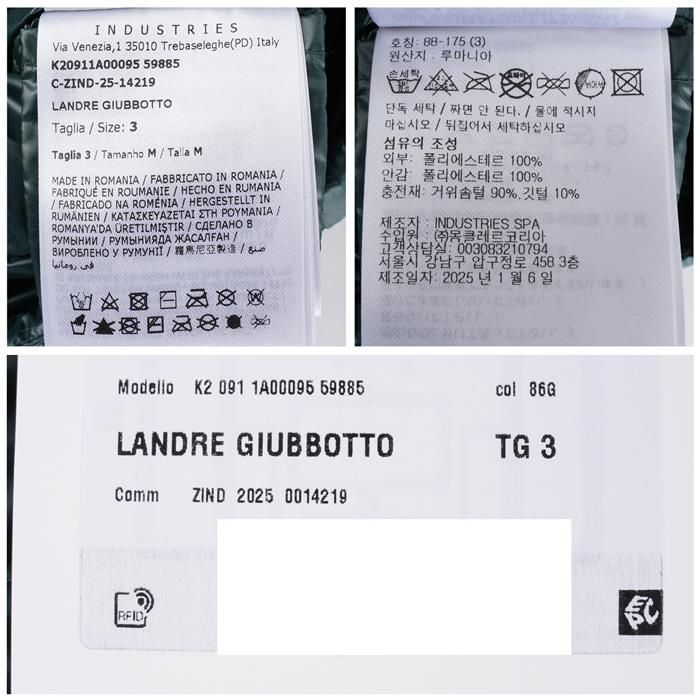 INDUSTRIES
Via Venezia,1 35010 Trebaseleghe(PD) Italy
K20911A00095 59885
C-ZIND-25-14219
LANDRE GIUBBOTTO
Taglia / Size: 3
Taglia 3 / Tamanho M / Talla M
MADE IN ROMANIA / FABBRICATO IN ROMANIA /
FABRIQUÉ EN ROUMANIE / HECHO EN RUMANIA
/ FABRICADO NA ROMÉNIA / HERGESTELLT IN
RUMÄNIEN / ΚΑΤΑΣΚΕΥΑΖΕΤΑΙ ΣΤΗ ΡΟΥΜΑΝΙΑ /
ROMANYA'DA ÜRETILMIŞTIR / СДЕЛАНО В
РУМЫНИИ / РУМЫНИЯДА ЖАСАЛҒАН /
ВИРОБЛЕНО У РУМУНІЇ / 羅馬尼亞製造 / صنع
في رومانيا
호칭: 88-175 (3)
원산지 : 루마니아
손세탁
단독 세탁 / 짜면 안 된다. / 물에 적시지
마십시오 / 뒤집어서 세탁하십시오
섬유의 조성
외부: 폴리에스테르 100%
안감: 폴리에스테르 100%
충전재: 거위솜털 90%,깃털 10%
제조자 : INDUSTRIES SPA
수입원 : ㈜몽클레르코리아
고객상담실: 003083210794
서울시 강남구 압구정로 458 3층
제조일자: 2025 년 1 월 6 일
Modello K2 091 1A00095 59885 col 86G
LANDRE GIUBBOTTO TG 3
Comm ZIND 2025 0014219
RFID
EPC